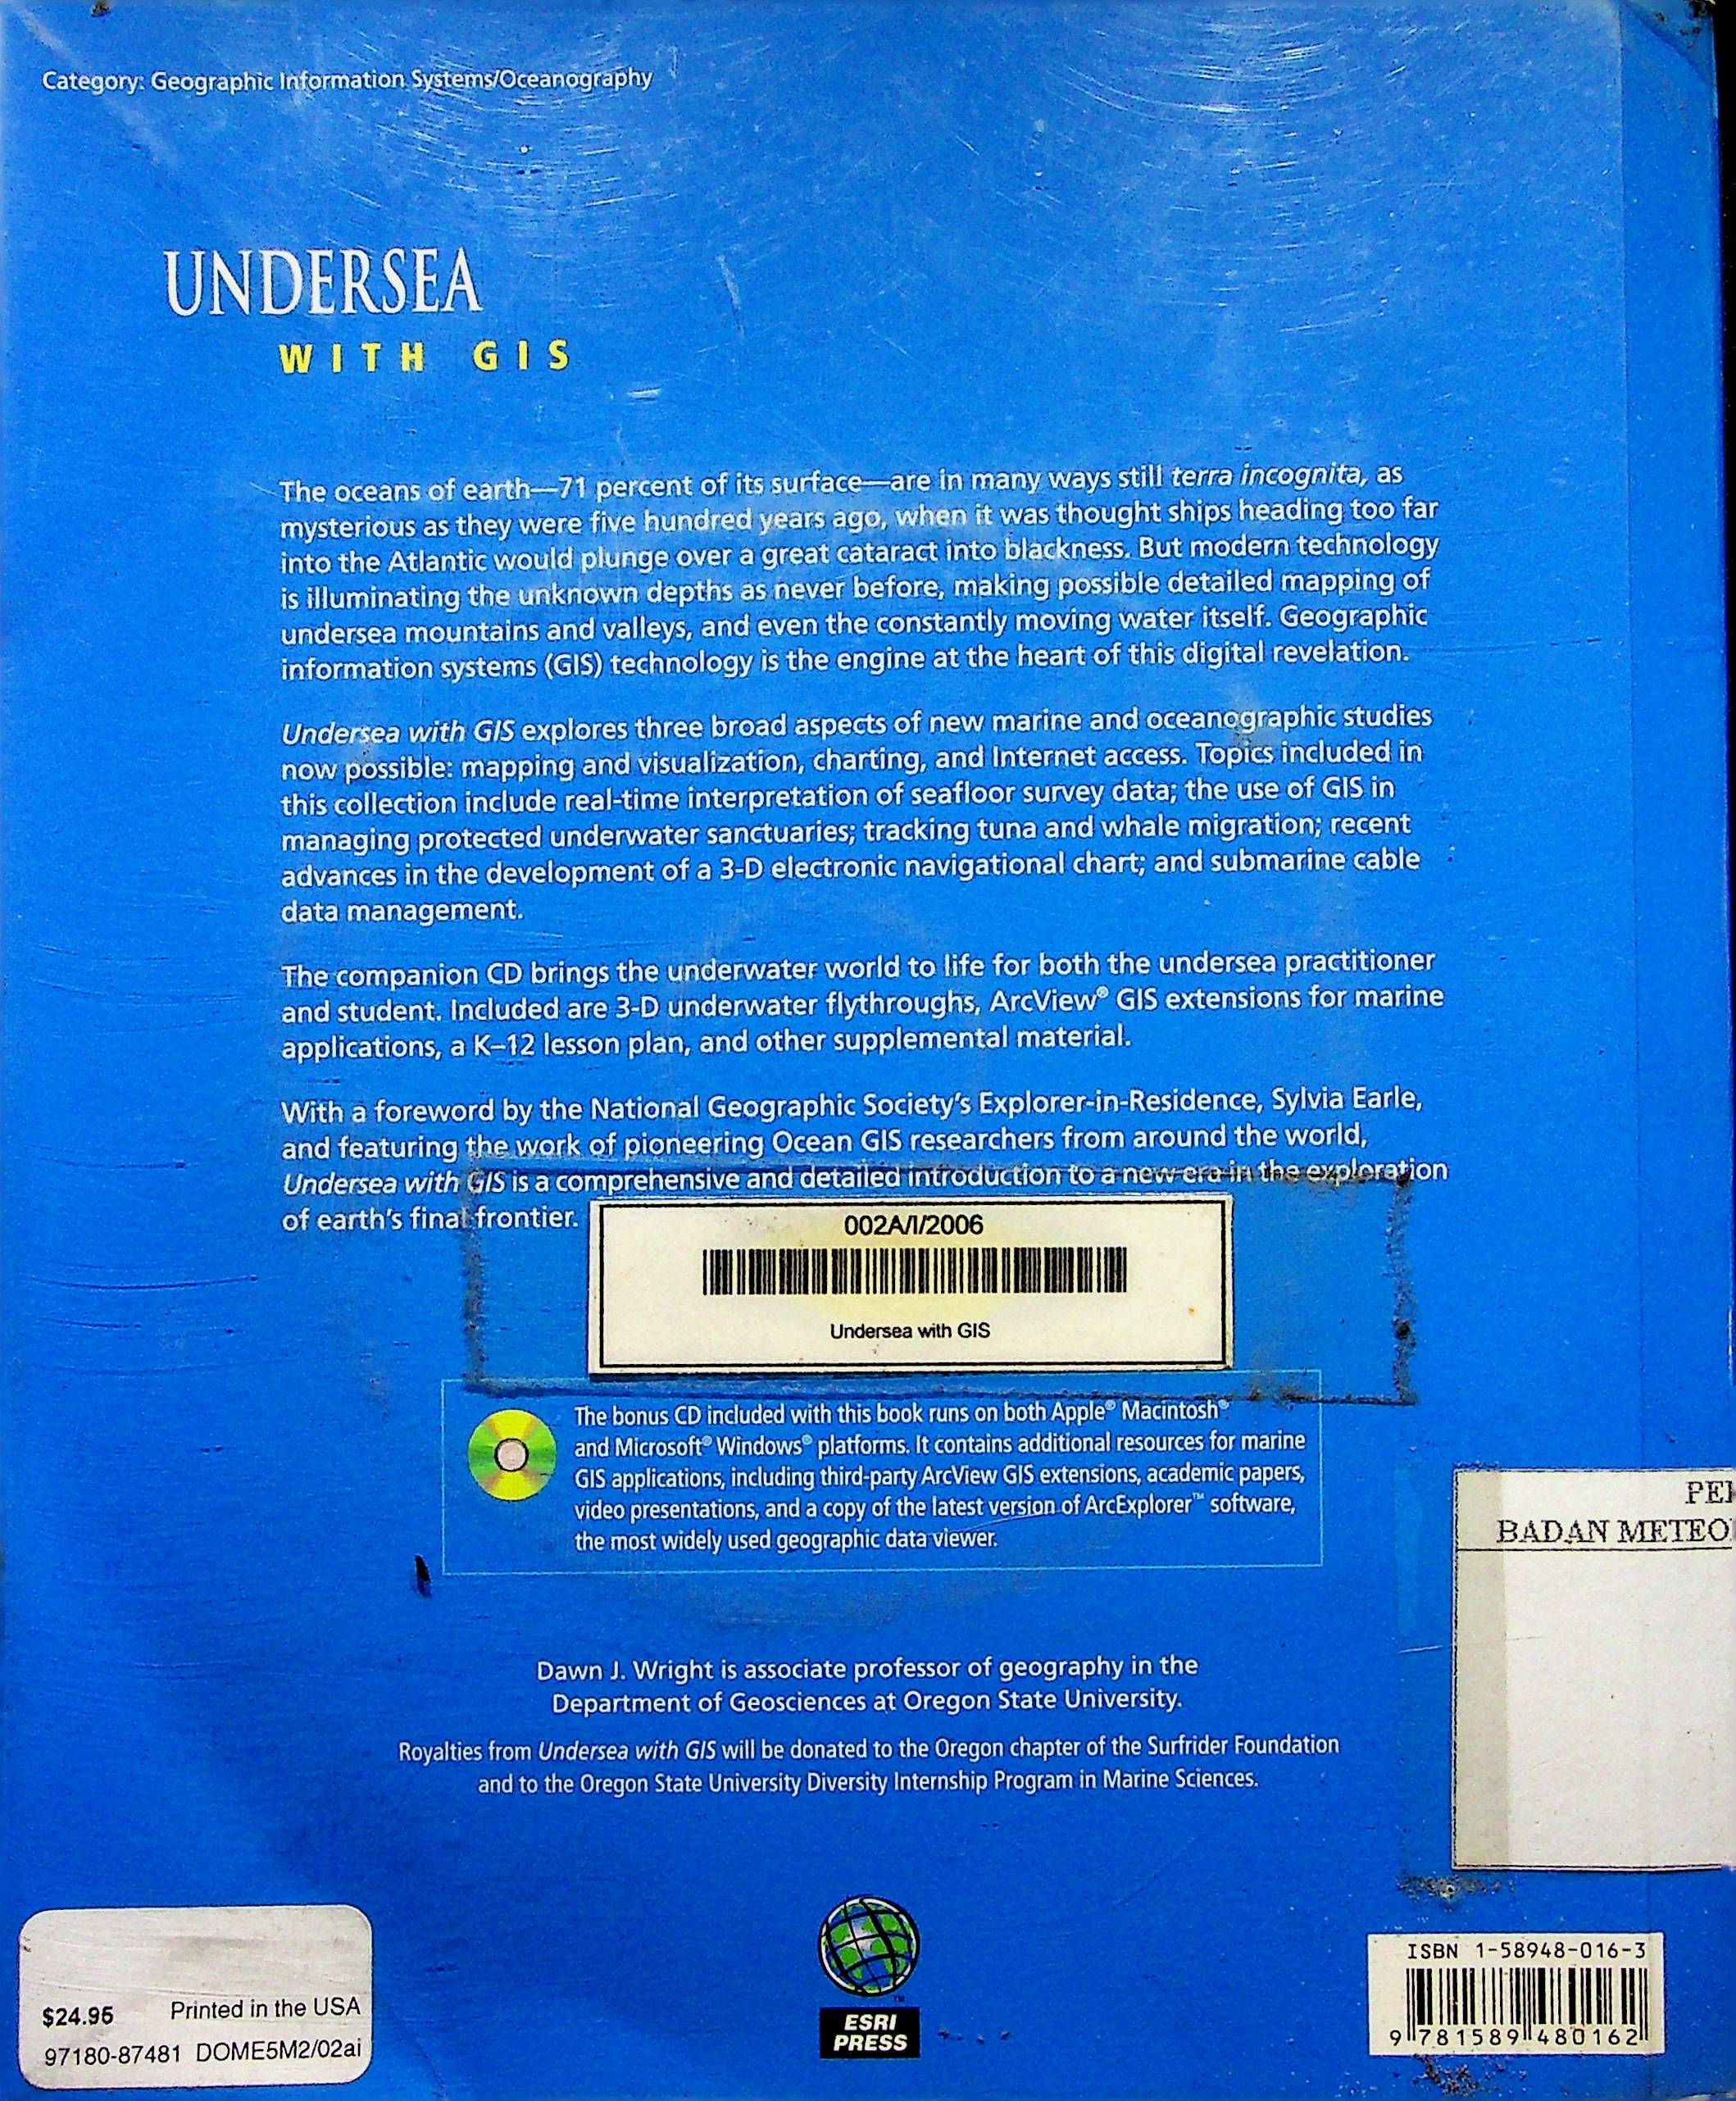 Category: Geographic Information Systems/Oceanography
UNDERSEA
WITH GIS
The oceans of earth—71 percent of its surface—are in many ways still terra incognita, as
mysterious as they were five hundred years ago, when it was thought ships heading too far
into the Atlantic would plunge over a great cataract into blackness. But modern technology
is illuminating the unknown depths as never before, making possible detailed mapping of
undersea mountains and valleys, and even the constantly moving water itself. Geographic
information systems (GIS) technology is the engine at the heart of this digital revelation.
Undersea with GIS explores three broad aspects of new marine and oceanographic studies
now possible: mapping and visualization, charting, and Internet access. Topics included in
this collection include real-time interpretation of seafloor survey data; the use of GIS in
managing protected underwater sanctuaries; tracking tuna and whale migration; recent
advances in the development of a 3-D electronic navigational chart; and submarine cable
data management.
The companion CD brings the underwater world to life for both the undersea practitioner
and student. Included are 3-D underwater flythroughs, ArcView® GIS extensions for marine
applications, a K–12 lesson plan, and other supplemental material.
With a foreword by the National Geographic Society's Explorer-in-Residence, Sylvia Earle,
and featuring the work of pioneering Ocean GIS researchers from around the world,
Undersea with GIS is a comprehensive and detailed introduction to a new era in the exploration
of earth's final frontier.
002A/I/2006
Undersea with GIS
The bonus CD included with this book runs on both Apple® Macintosh®
and Microsoft® Windows® platforms. It contains additional resources for marine
GIS applications, including third-party ArcView GIS extensions, academic papers,
video presentations, and a copy of the latest version of ArcExplorer™ software,
the most widely used geographic data viewer.
PEI
BADAN METEO
Dawn J. Wright is associate professor of geography in the
Department of Geosciences at Oregon State University.
Royalties from Undersea with GIS will be donated to the Oregon chapter of the Surfrider Foundation
and to the Oregon State University Diversity Internship Program in Marine Sciences.
$24.95 Printed in the USA
97180-87481 DOME5M2/02ai
™
ESRI
PRESS
ISBN 1-58948-016-3
9 781589 480162